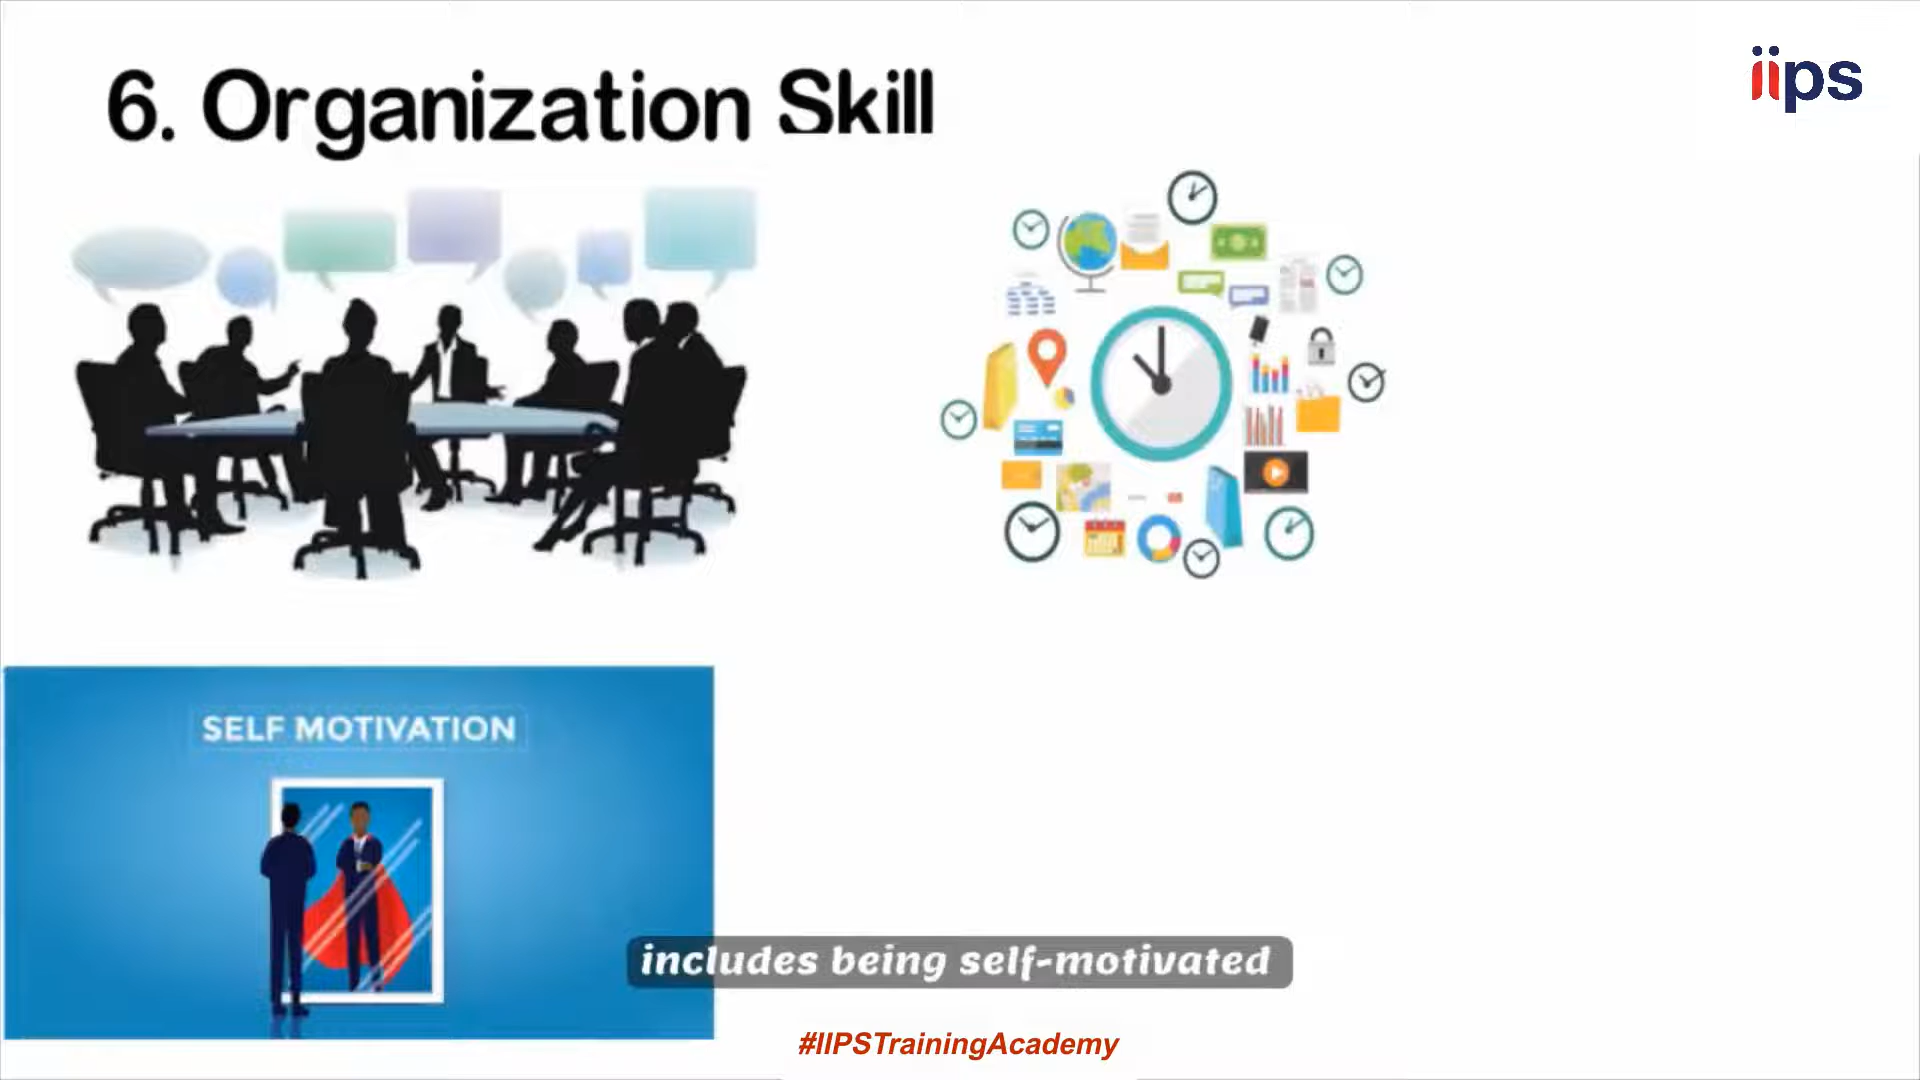 6. Organization Skill
iips
SELF MOTIVATION
includes being self-motivated
#IIPSTrainingAcademy